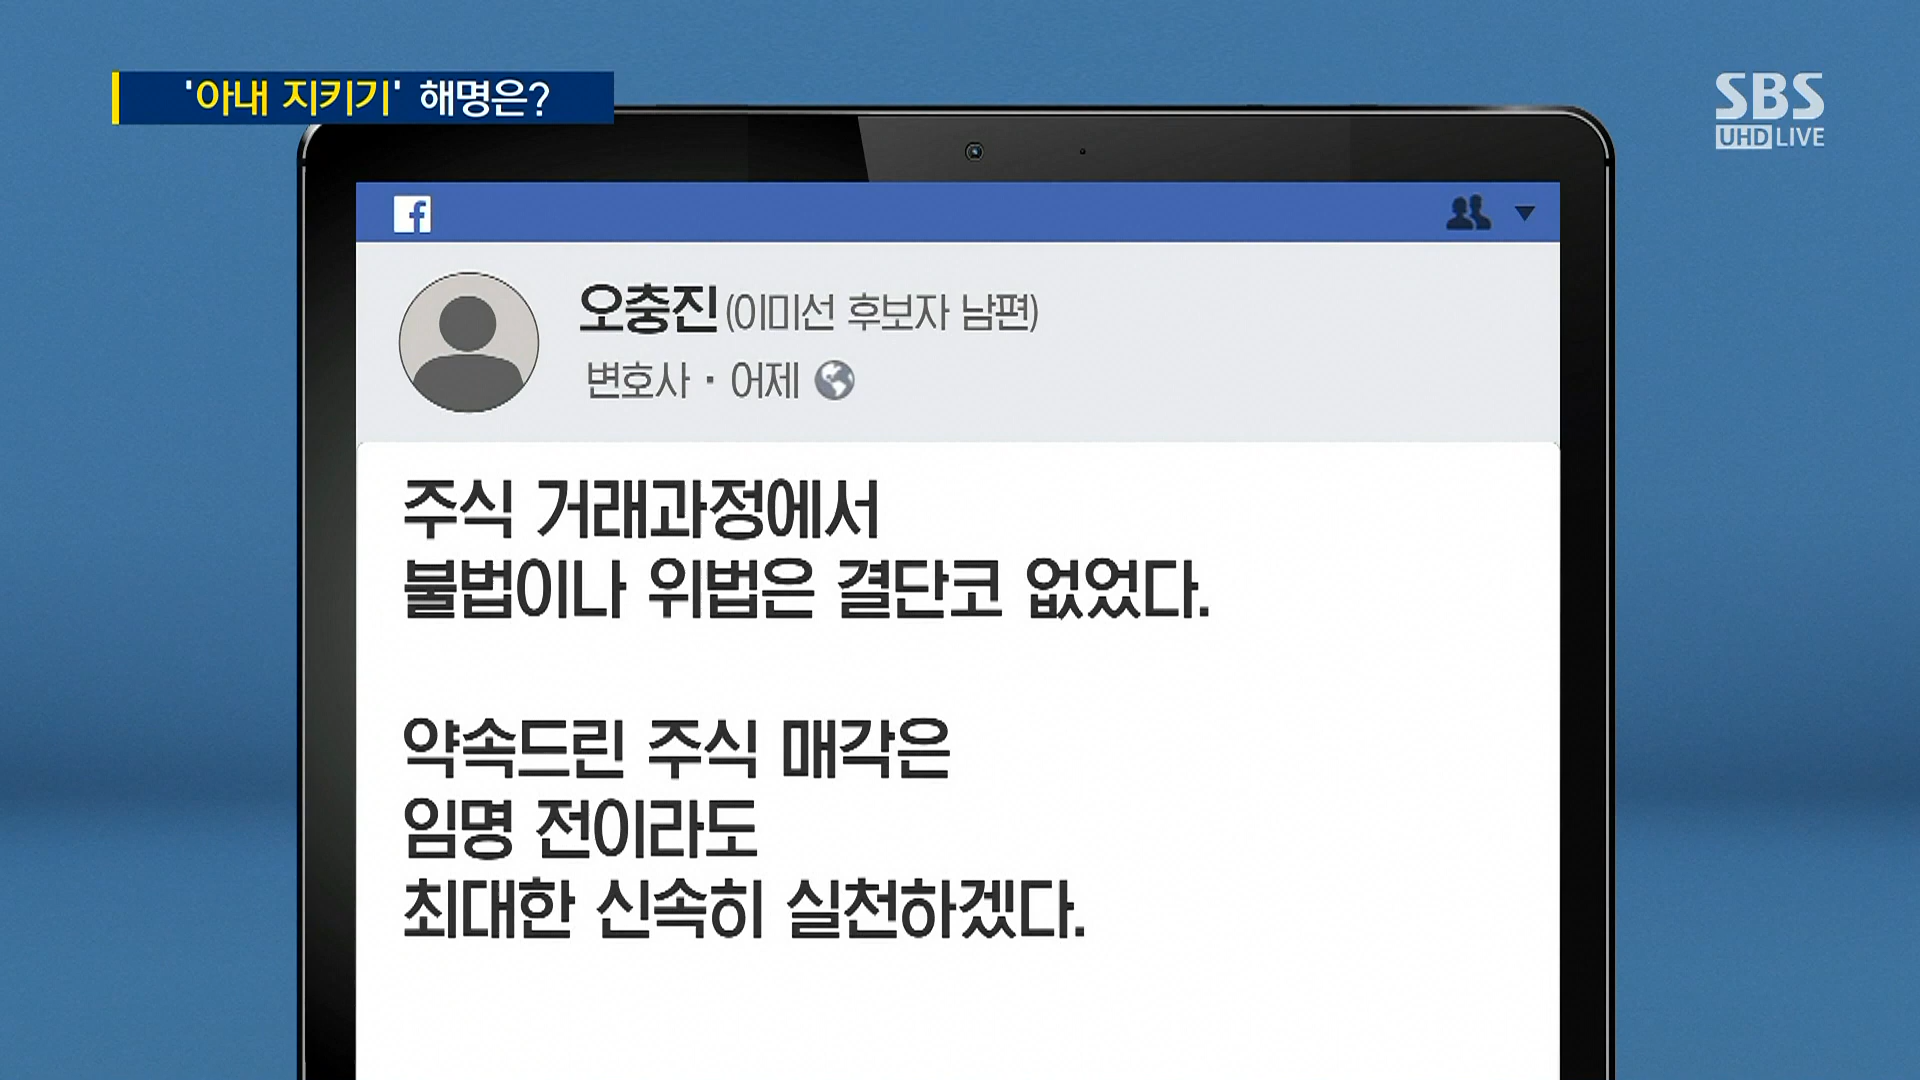 '아내 지키기' 해명은?
SBS
UHD LIVE
f
오충진(이미선 후보자 남편)
변호사 · 어제
주식 거래과정에서
불법이나 위법은 결단코 없었다.
약속드린 주식 매각은
임명 전이라도
최대한 신속히 실천하겠다.